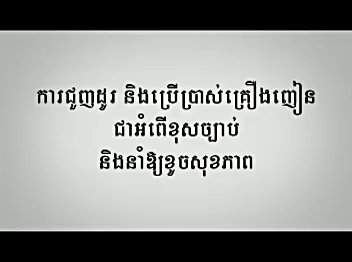 ការជួញដូរ និងប្រើប្រាស់គ្រឿងញៀន
ជាអំពើខុសច្បាប់
និងនាំឱ្យខូចសុខភាព